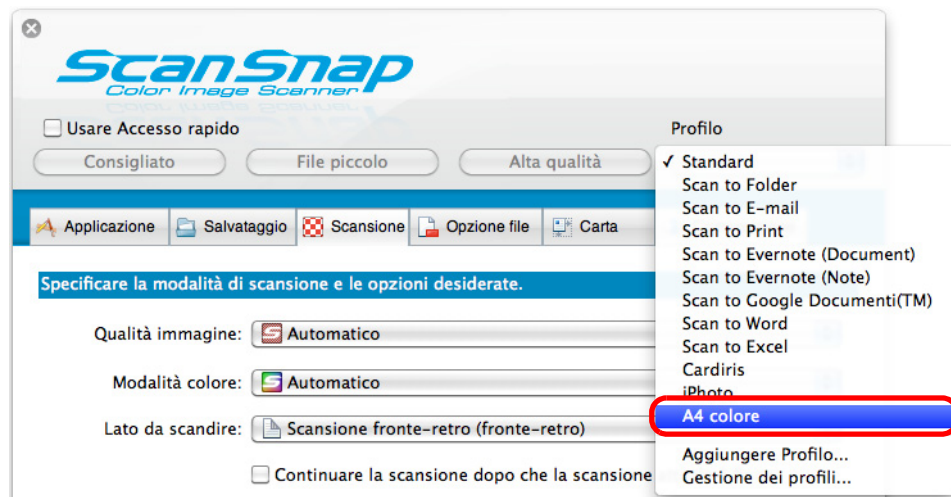 ScanSnap
Color Image Scanner
Usare Accesso rapido
Profilo
Consigliato
File piccolo
Alta qualità
Applicazione
Salvataggio
Scansione
Opzione file
Carta
Specificare la modalità di scansione e le opzioni desiderate.
Qualità immagine:
Automatico
Modalità colore:
Automatico
Lato da scandire:
Scansione fronte-retro (fronte-retro)
Continuare la scansione dopo che la scansione
✓ Standard
Scan to Folder
Scan to E-mail
Scan to Print
Scan to Evernote (Document)
Scan to Evernote (Note)
Scan to Google Documenti(TM)
Scan to Word
Scan to Excel
Cardiris
iPhoto
A4 colore
Aggiungere Profilo...
Gestione dei profili...